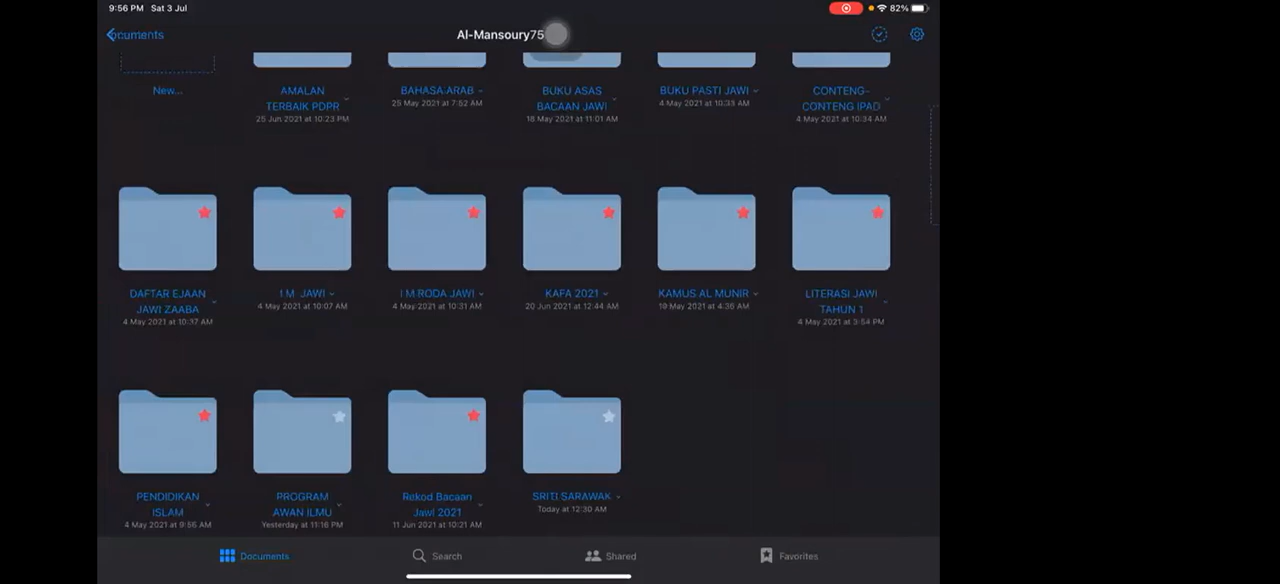 9:56 PM Sat 3 Jul
82%
Documents
Al-Mansoury75
New...
AMALAN
TERBAIK PDPR
25 Jun 2021 at 10:23 PM
BAHASA ARAB
25 May 2021 at 7:52 AM
BUKU ASAS
BACAAN JAWI
18 May 2021 at 11:01 AM
BUKU PASTI JAWI
4 May 2021 at 10:33 AM
CONTENG-
CONTENG IPAD
4 May 2021 at 10:34 AM
DAFTAR EJAAN
JAWI ZAABA
4 May 2021 at 10:37 AM
I M JAWI
4 May 2021 at 10:07 AM
I M RODA JAWI
4 May 2021 at 10:31 AM
KAFA 2021
20 Jun 2021 at 12:44 AM
KAMUS AL MUNIR
19 May 2021 at 4:36 AM
LITERASI JAWI
TAHUN 1
4 May 2021 at 3:54 PM
PENDIDIKAN
ISLAM
4 May 2021 at 9:56 AM
PROGRAM
AWAN ILMU
Yesterday at 11:16 PM
Rekod Bacaan
Jawi 2021
11 Jun 2021 at 10:21 AM
SRITI SARAWAK
Today at 12:30 AM
Documents
Search
Shared
Favorites